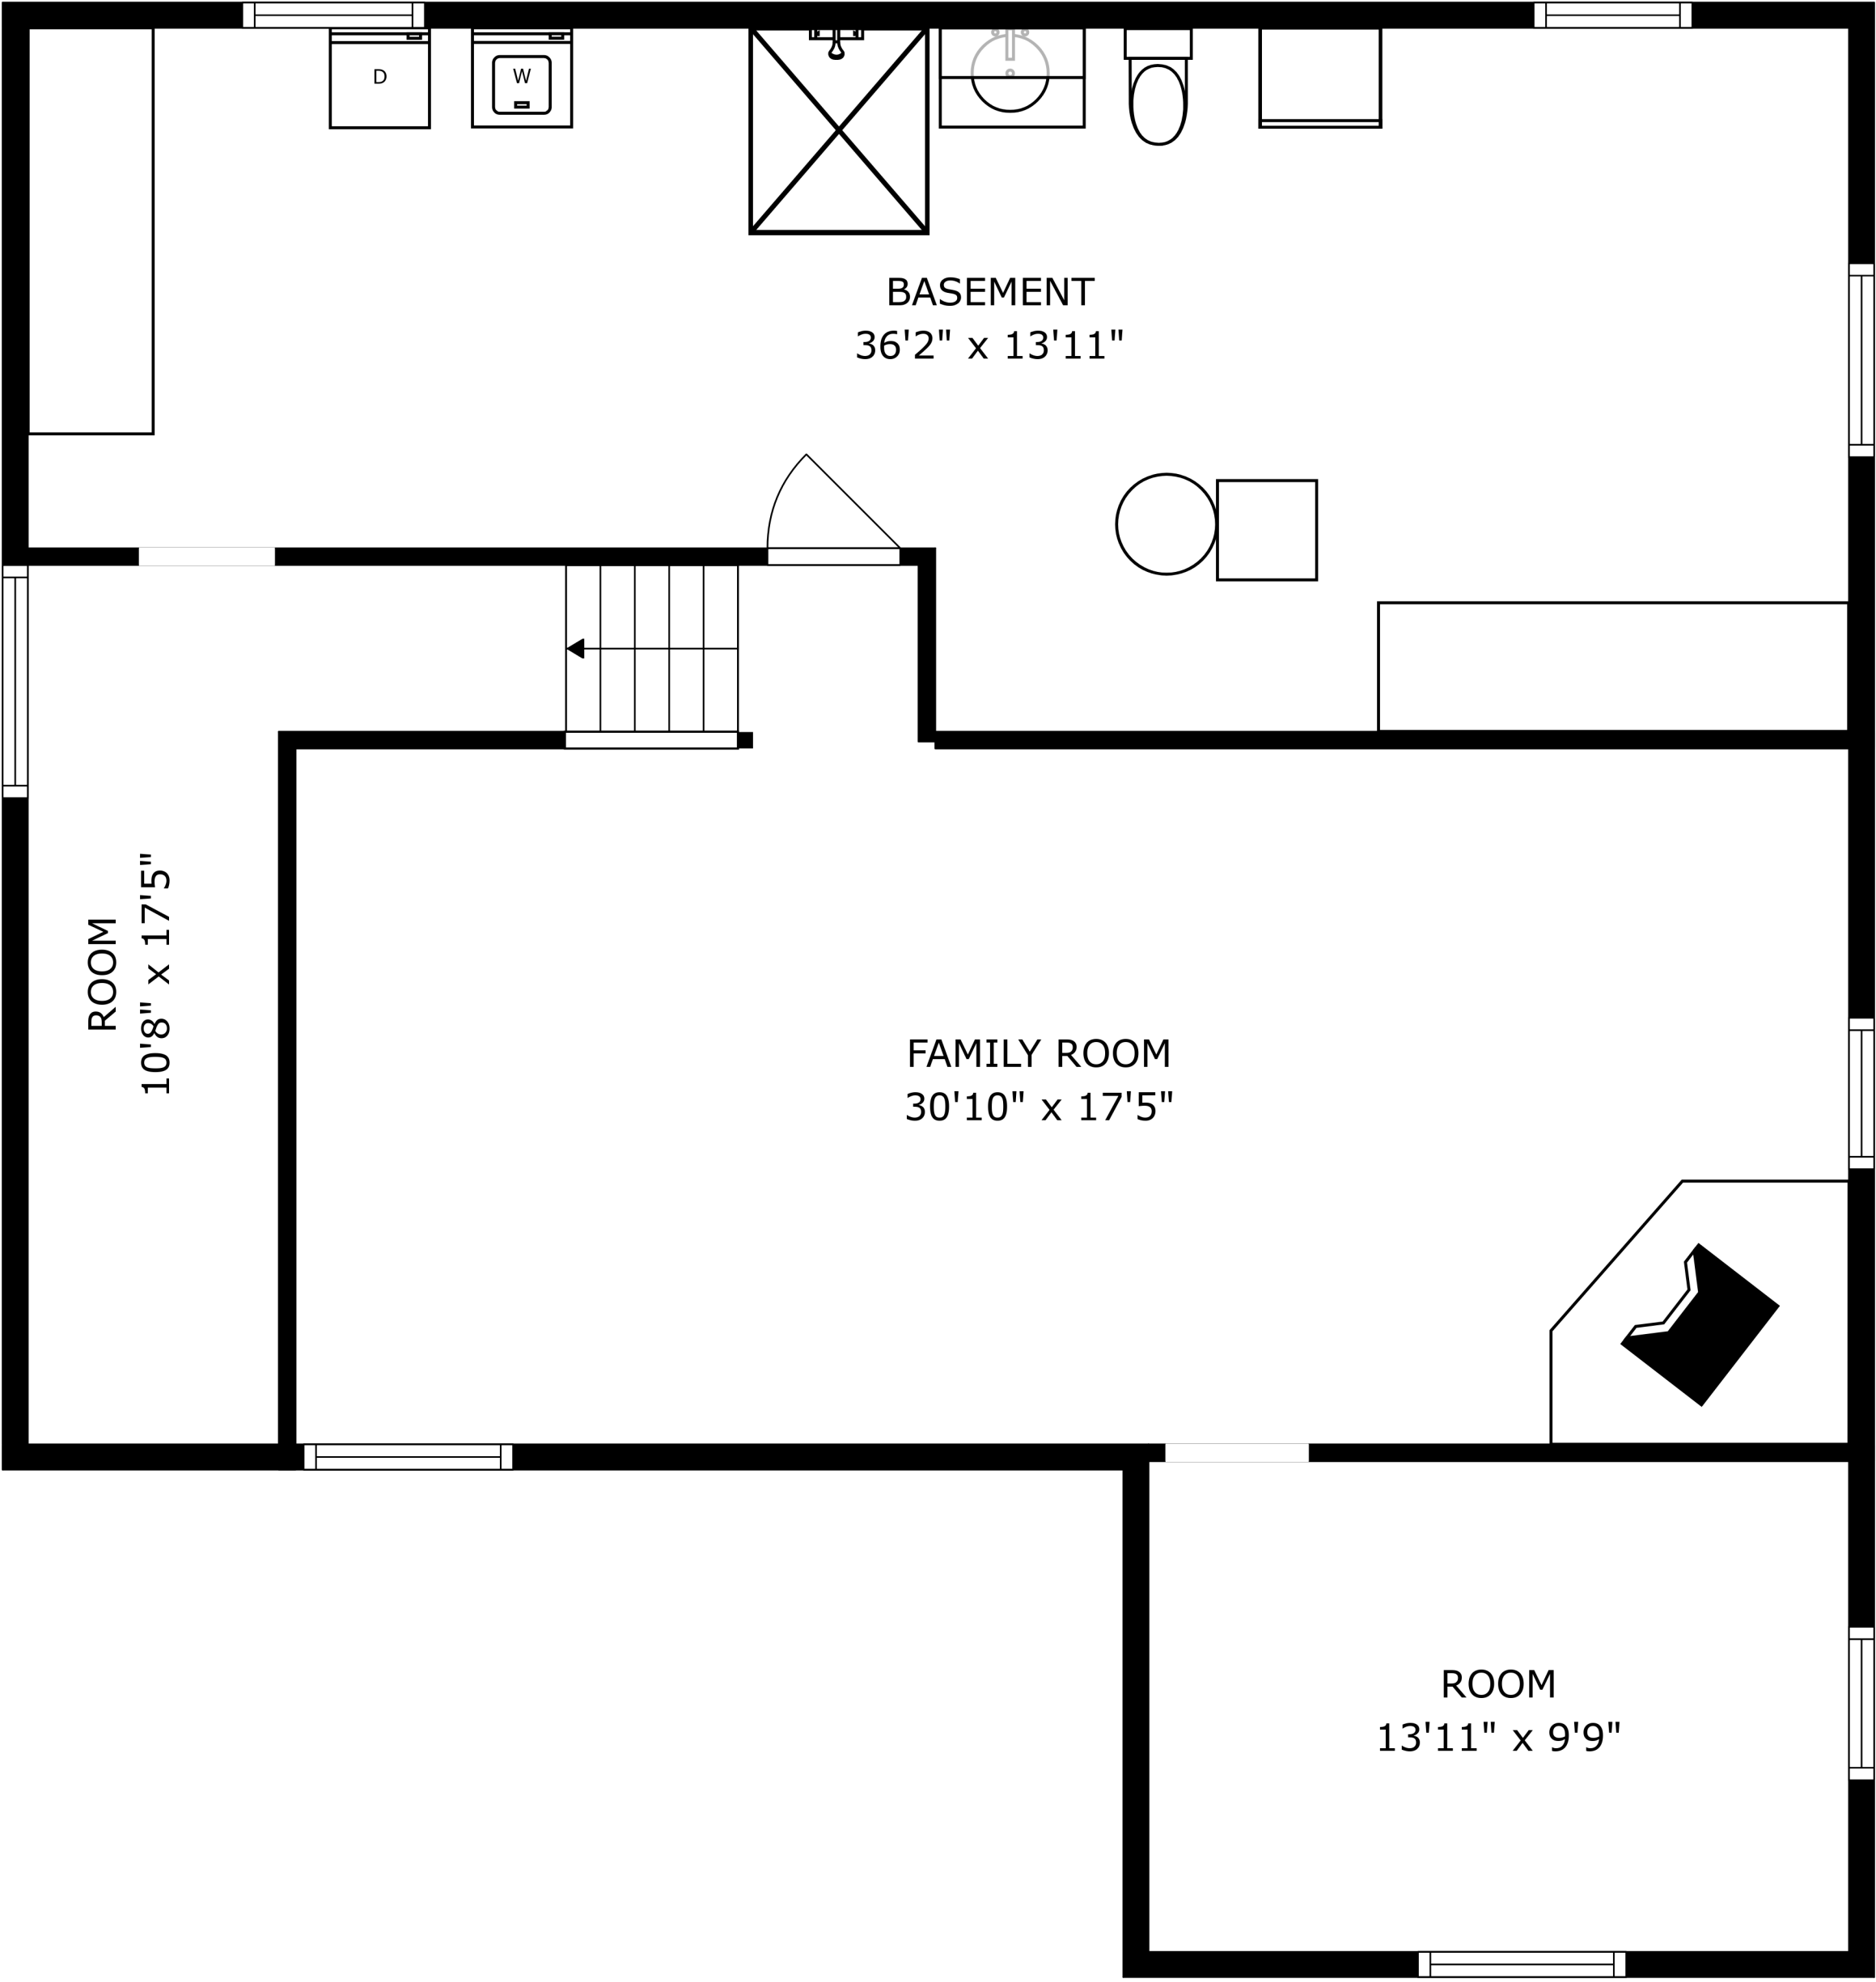 D
W
BASEMENT
36'2" x 13'11"
ROOM
10'8" x 17'5"
FAMILY ROOM
30'10" x 17'5"
ROOM
13'11" x 9'9"